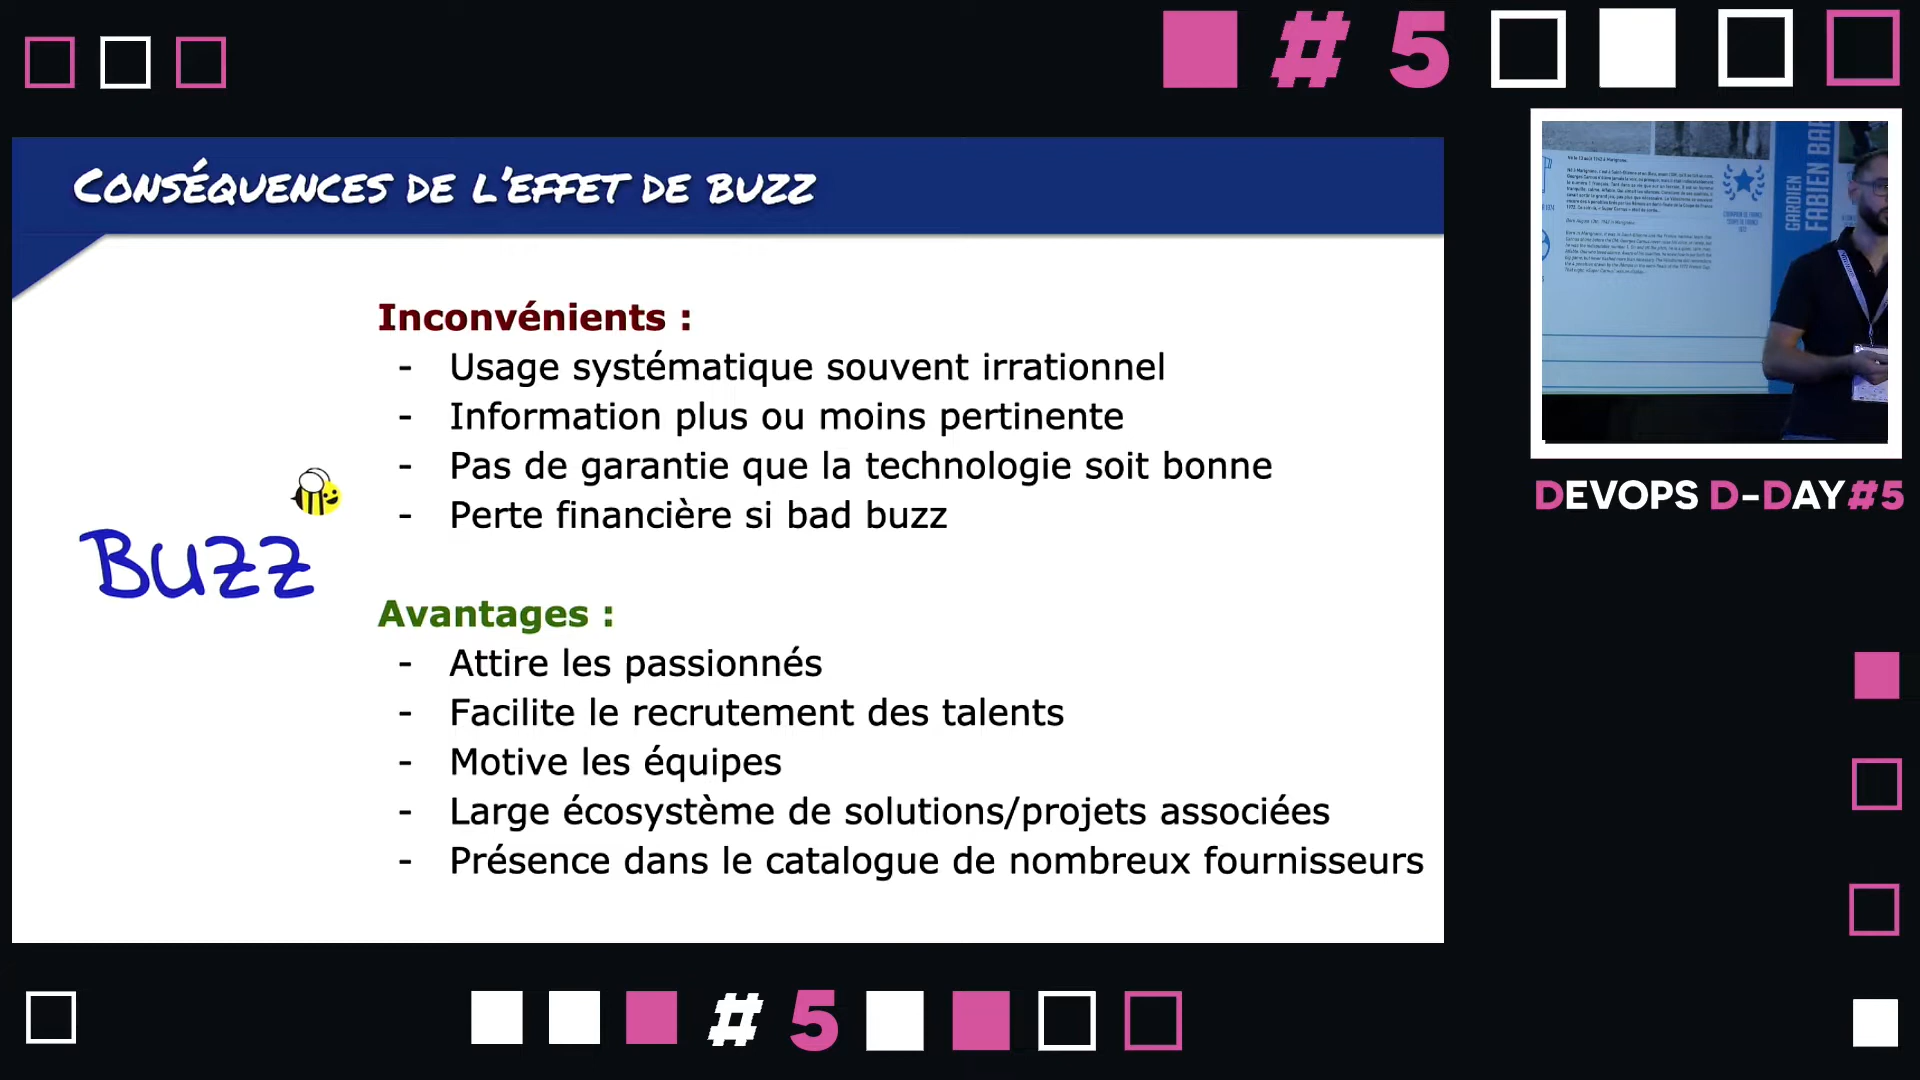 # 5
CONSÉQUENCES DE L'EFFET DE BUZZ
Inconvénients :
- Usage systématique souvent irrationnel
- Information plus ou moins pertinente
- Pas de garantie que la technologie soit bonne
- Perte financière si bad buzz
BUZZ
Avantages :
- Attire les passionnés
- Facilite le recrutement des talents
- Motive les équipes
- Large écosystème de solutions/projets associées
- Présence dans le catalogue de nombreux fournisseurs
GARDIEN
FABIEN BAR
DEVOPS D-DAY#5
# 5